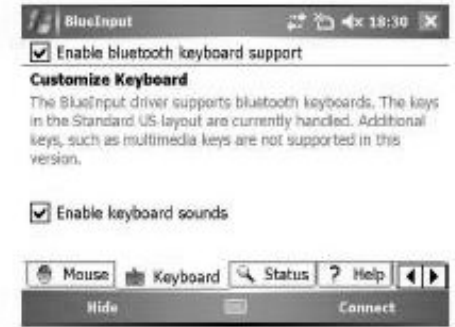 BlueInput 18:30
Enable bluetooth keyboard support
Customize Keyboard
The BlueInput driver supports bluetooth keyboards. The keys
in the Standard US layout are currently handled. Additional
keys, such as multimedia keys are not supported in this
version.
Enable keyboard sounds
Mouse Keyboard Status ? Help
Hide Connect